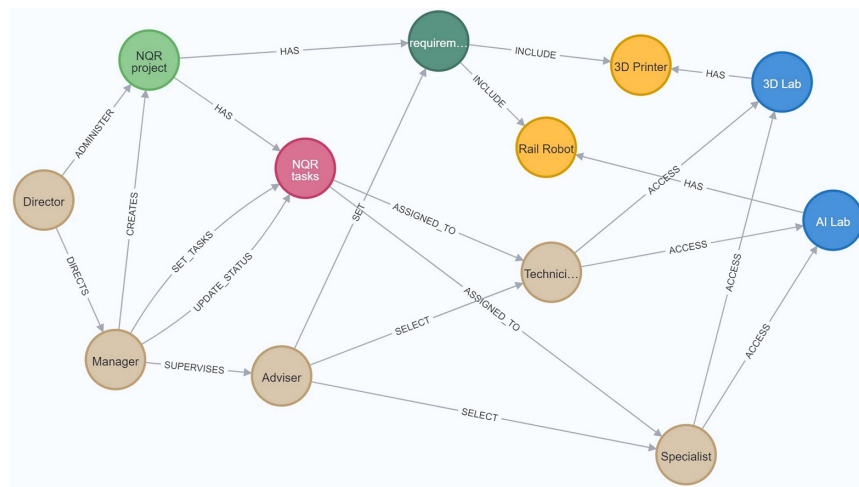 NQR
project
HAS
requirem...
INCLUDE
3D Printer
HAS
3D Lab
INCLUDE
ADMINISTER
HAS
Rail Robot
NQR
tasks
ACCESS
HAS
Director
CREATES
SET
ASSIGNED_TO
AI Lab
SET_TASKS
ACCESS
DIRECTS
UPDATE_STATUS
Technici...
ACCESS
ASSIGNED_TO
SELECT
ACCESS
Manager
SUPERVISES
Adviser
SELECT
Specialist